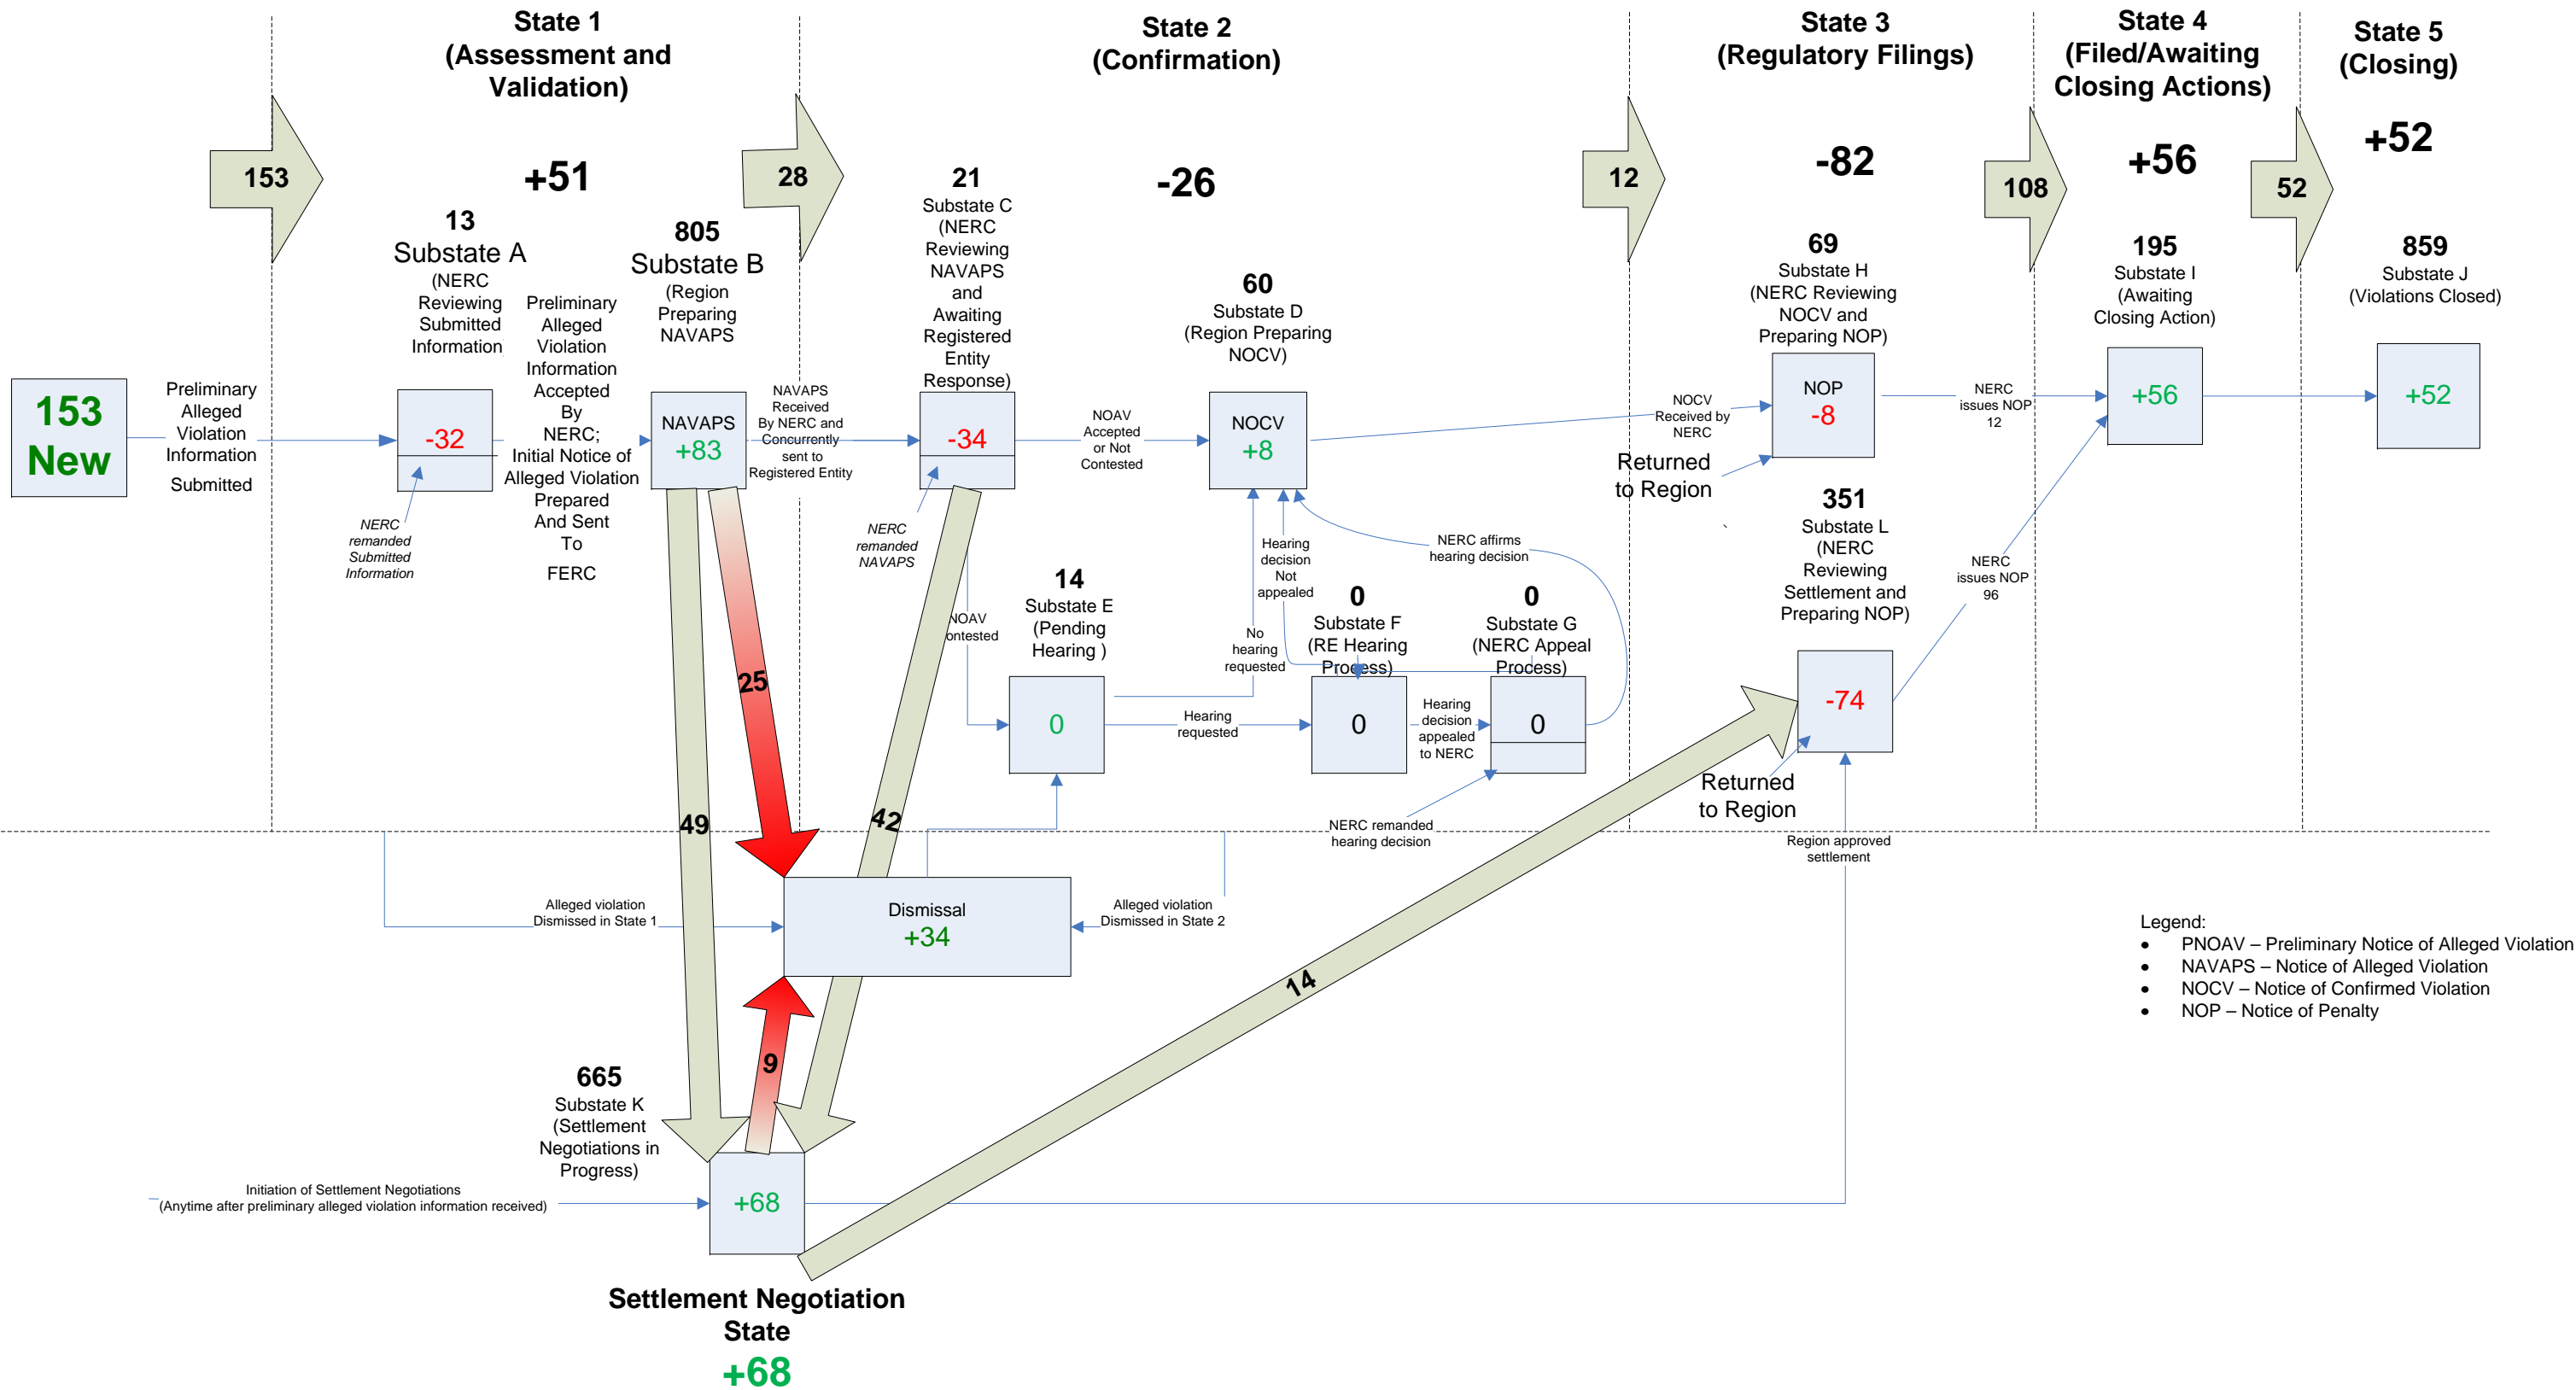 State 1
(Assessment and
Validation)
State 2
(Confirmation)
State 3
(Regulatory Filings)
State 4
(Filed/Awaiting
Closing Actions)
State 5
(Closing)
153
+51
28
-26
12
-82
108
+56
52
+52
13
Substate A
(NERC
Reviewing
Submitted
Information
Preliminary
Alleged
Violation
Information
Accepted
By
NERC;
Initial Notice of
Alleged Violation
Prepared
And Sent
To
FERC
805
Substate B
(Region
Preparing
NAVAPS
21
Substate C
(NERC
Reviewing
NAVAPS
and
Awaiting
Registered
Entity
Response)
60
Substate D
(Region Preparing
NOCV)
69
Substate H
(NERC Reviewing
NOCV and
Preparing NOP)
195
Substate I
(Awaiting
Closing Action)
859
Substate J
(Violations Closed)
153
New
Preliminary
Alleged
Violation
Information
Submitted
-32
NERC
remanded
Submitted
Information
NAVAPS
+83
NAVAPS
Received
By NERC and
Concurrently
sent to
Registered Entity
-34
NERC
remanded
NAVAPS
NOAV
Accepted
or Not
Contested
NOCV
+8
NOCV
Received by
NERC
NOP
-8
Returned
to Region
NERC
issues NOP
12
+56
+52
351
Substate L
(NERC
Reviewing
Settlement and
Preparing NOP)
NERC
issues NOP
96
-74
Returned
to Region
Region approved
settlement
NOAV
ontested
14
Substate E
(Pending
Hearing )
0
No
hearing
requested
Hearing
decision
Not
appealed
NERC affirms
hearing decision
0
Substate F
(RE Hearing
Process)
0
0
Substate G
(NERC Appeal
Process)
0
Hearing
requested
Hearing
decision
appealed
to NERC
NERC remanded
hearing decision
25
49
42
Alleged violation
Dismissed in State 1
Dismissal
+34
Alleged violation
Dismissed in State 2
14
9
665
Substate K
(Settlement
Negotiations in
Progress)
Initiation of Settlement Negotiations
(Anytime after preliminary alleged violation information received)
+68
Settlement Negotiation
State
+68
Legend:
• PNOAV – Preliminary Notice of Alleged Violation
• NAVAPS – Notice of Alleged Violation
• NOCV – Notice of Confirmed Violation
• NOP – Notice of Penalty